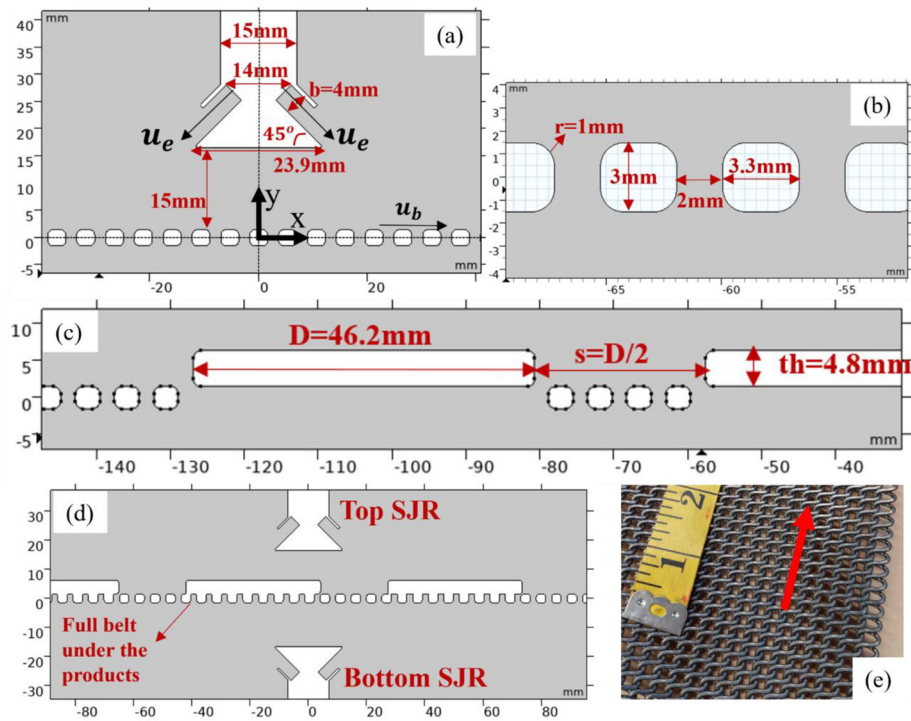 mm
40
35
30
25
20
15
10
5
0
-5
15mm
14mm
b=4mm
u_e
u_e
45°
23.9mm
15mm
y
x
u_b
-20
0
20
mm
(a)
mm
4
3
2
1
0
-1
-2
-3
-4
(b)
r=1mm
3mm
2mm
3.3mm
-65
-60
-55
mm
(c)
10
5
0
-5
D=46.2mm
s=D/2
th=4.8mm
mm
-140
-130
-120
-110
-100
-90
-80
-70
-60
-50
-40
(d)
30
20
10
0
-10
-20
-30
Top SJR
Full belt
under the
products
Bottom SJR
mm
-80
-60
-40
-20
0
20
40
60
80
2
1
(e)